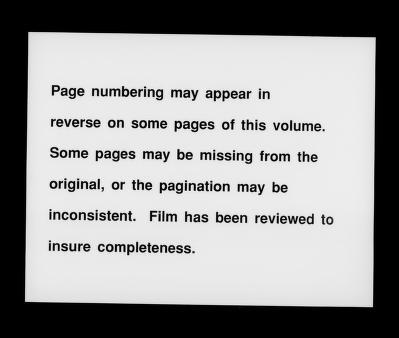 Page numbering may appear in
reverse on some pages of this volume.
Some pages may be missing from the
original, or the pagination may be
inconsistent. Film has been reviewed to
insure completeness.